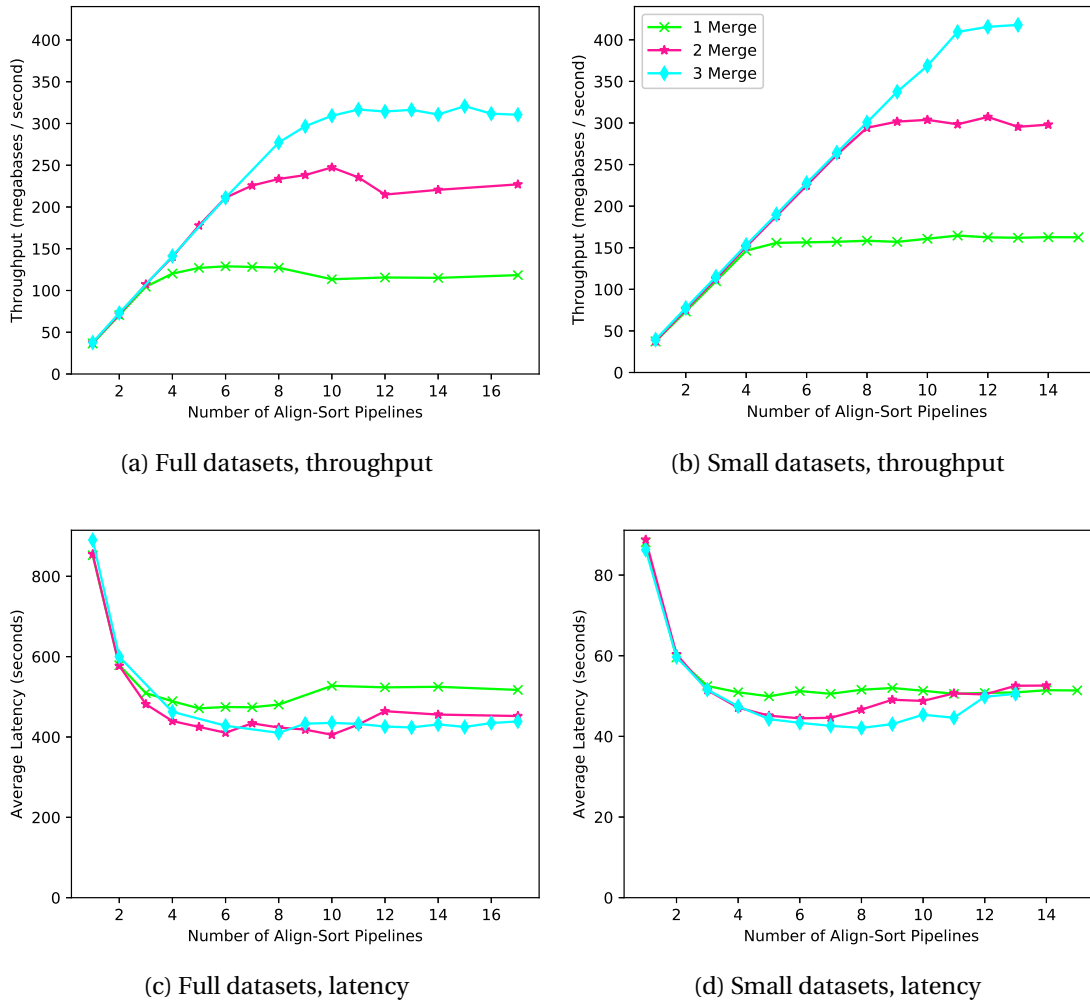 400
350
300
250
200
150
100
50
0
Throughput (megabases / second)
2 4 6 8 10 12 14 16
Number of Align-Sort Pipelines
(a) Full datasets, throughput
1 Merge
2 Merge
3 Merge
400
350
300
250
200
150
100
50
0
Throughput (megabases / second)
2 4 6 8 10 12 14
Number of Align-Sort Pipelines
(b) Small datasets, throughput
800
600
400
200
0
Average Latency (seconds)
2 4 6 8 10 12 14 16
Number of Align-Sort Pipelines
(c) Full datasets, latency
80
60
40
20
0
Average Latency (seconds)
2 4 6 8 10 12 14
Number of Align-Sort Pipelines
(d) Small datasets, latency